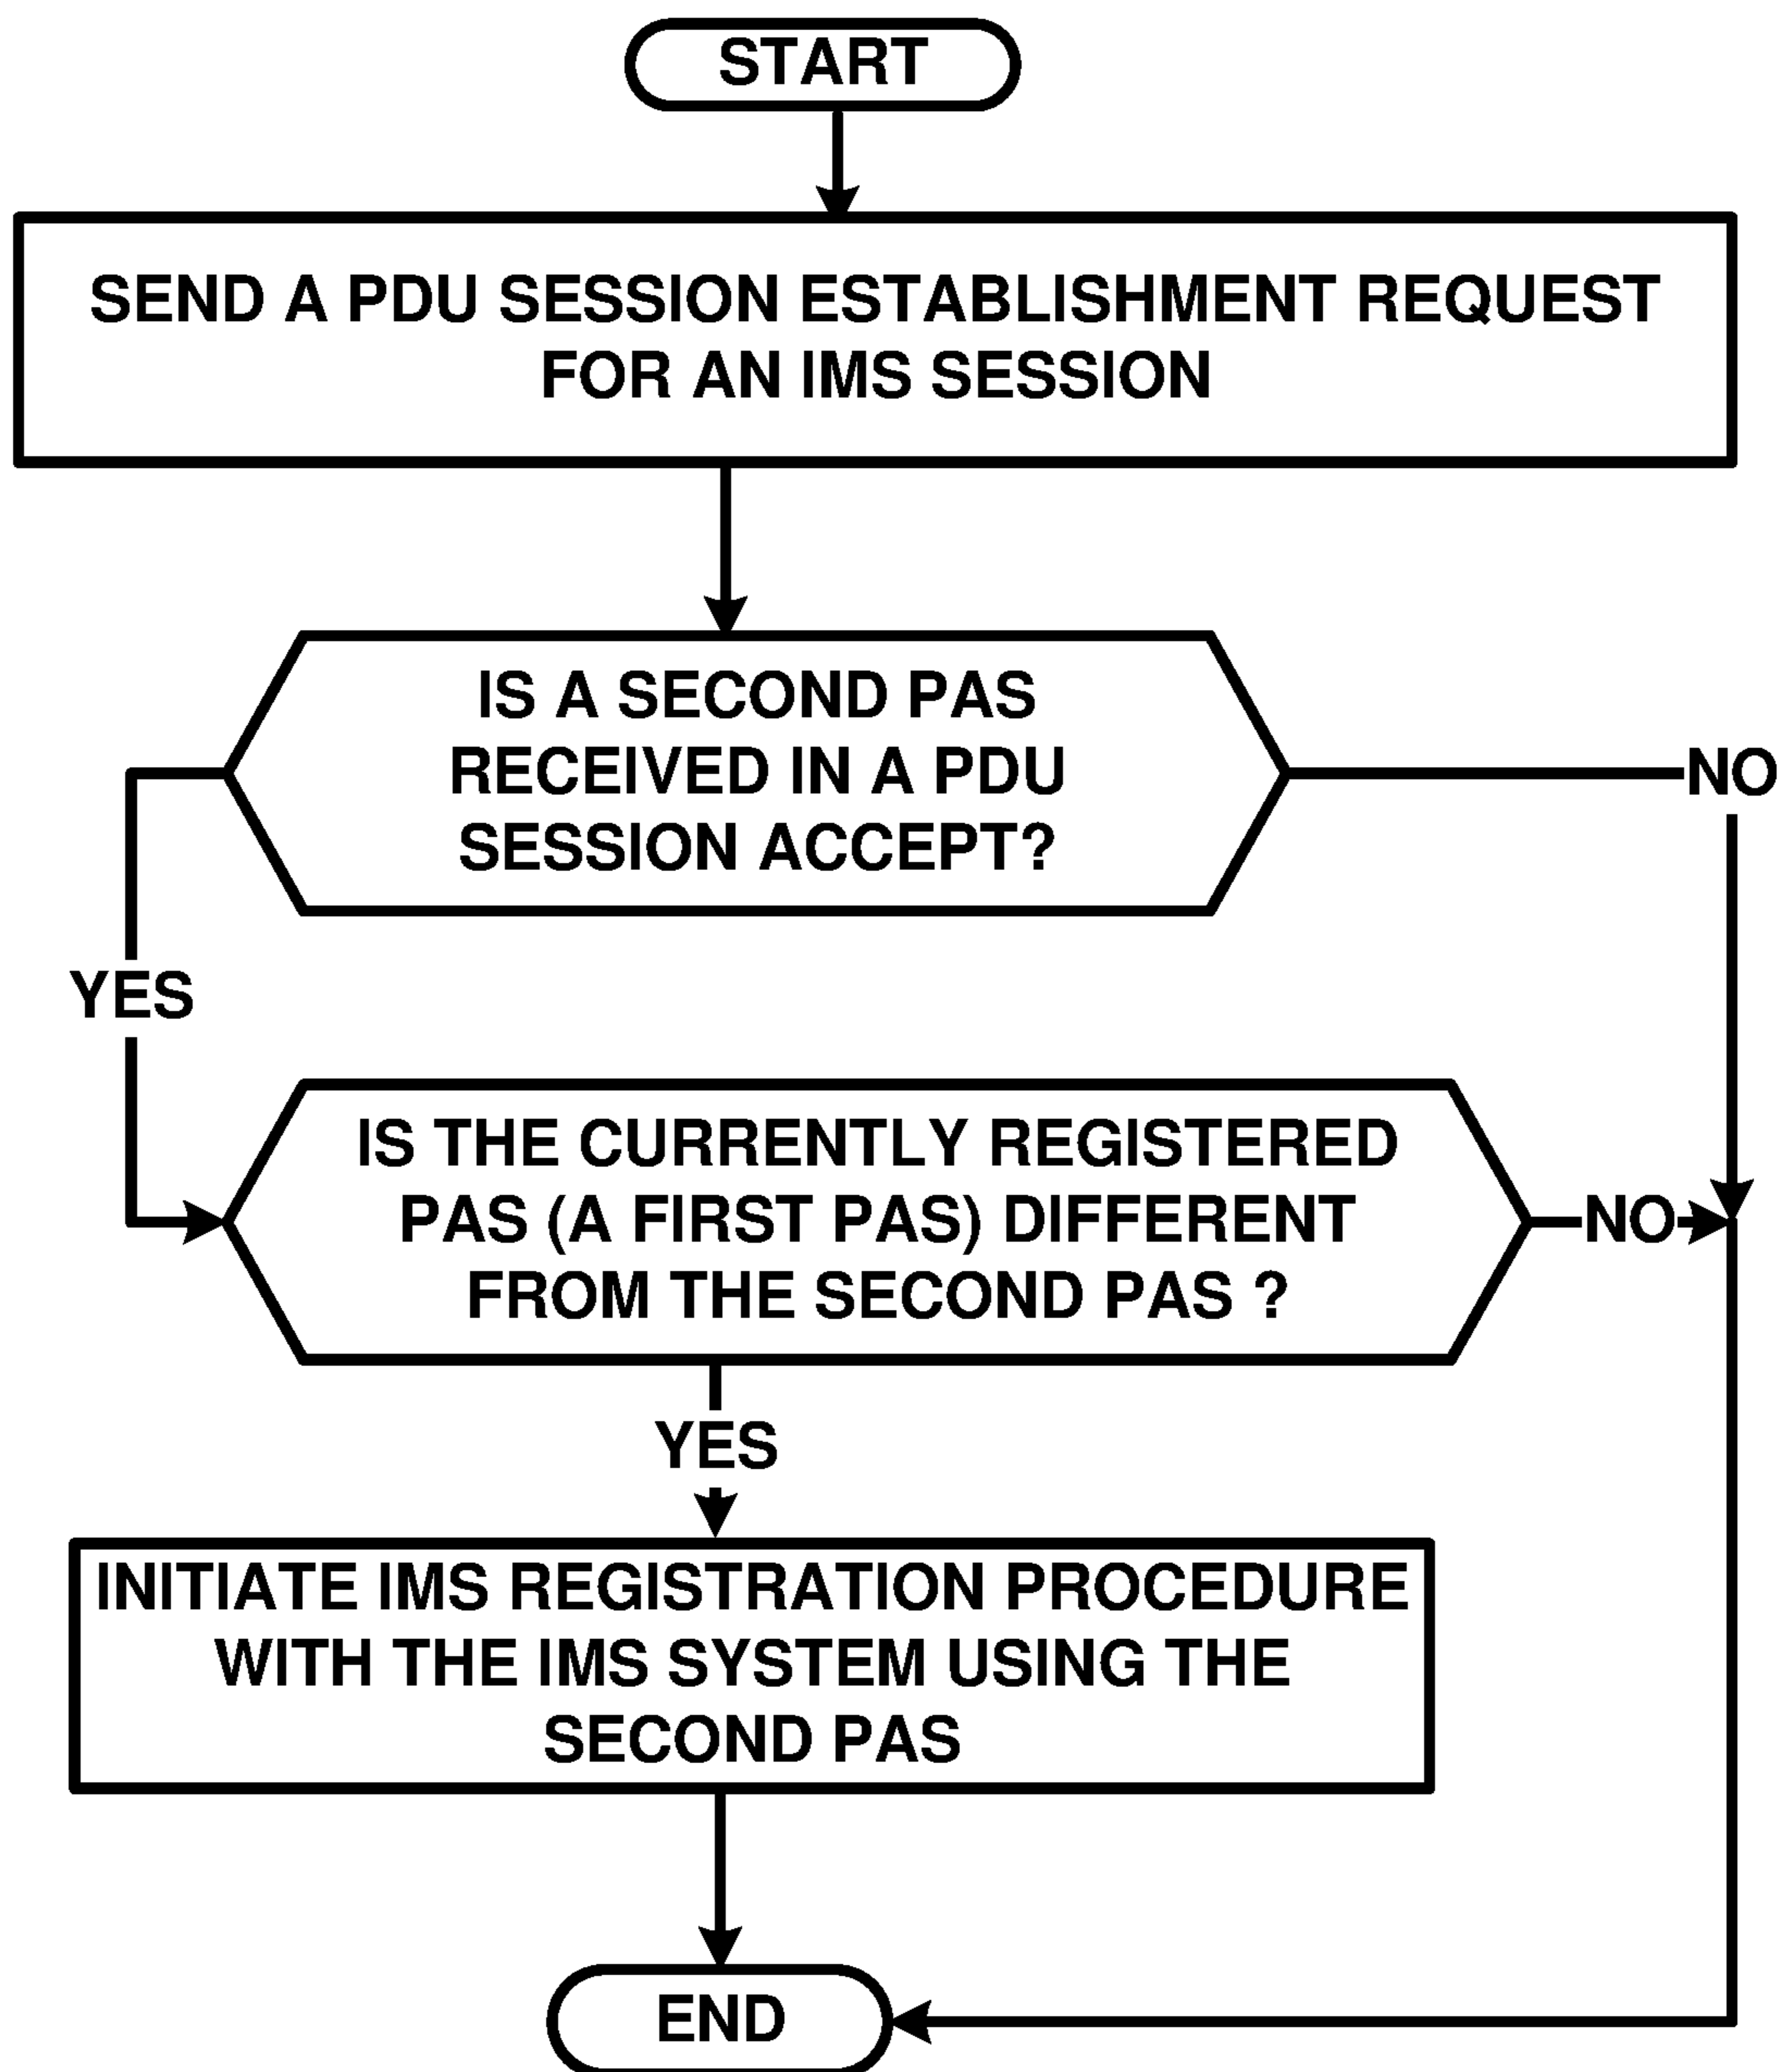 START
SEND A PDU SESSION ESTABLISHMENT REQUEST
FOR AN IMS SESSION
IS A SECOND PAS
RECEIVED IN A PDU
SESSION ACCEPT?
NO
YES
IS THE CURRENTLY REGISTERED
PAS (A FIRST PAS) DIFFERENT
FROM THE SECOND PAS ?
NO
YES
INITIATE IMS REGISTRATION PROCEDURE
WITH THE IMS SYSTEM USING THE
SECOND PAS
END